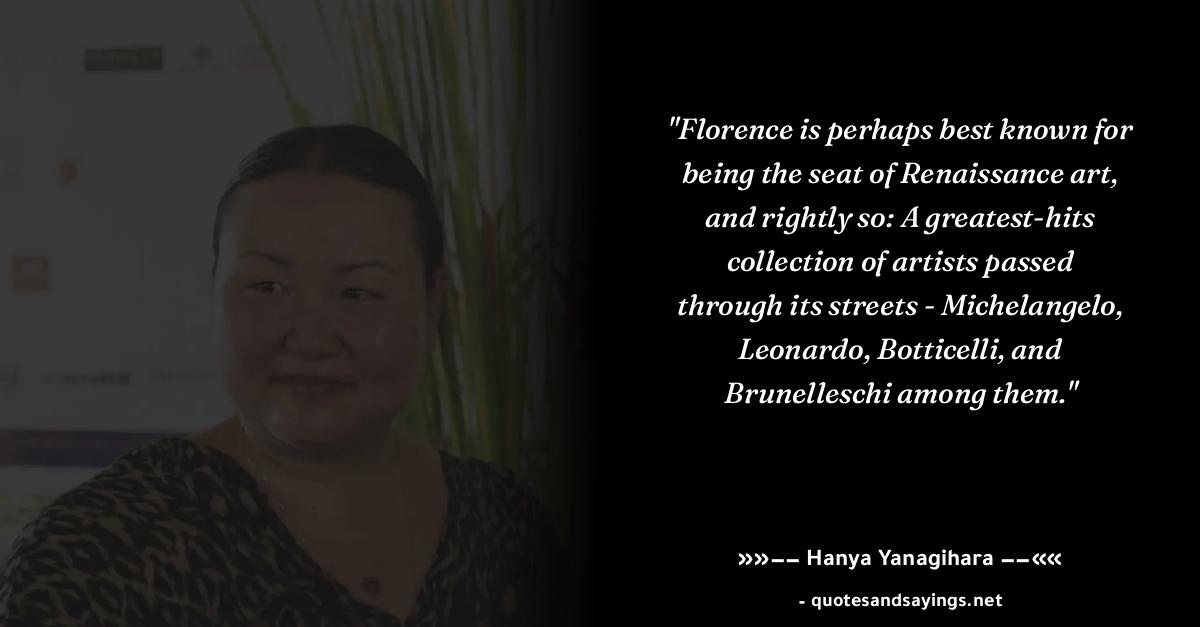 "Florence is perhaps best known for
being the seat of Renaissance art,
and rightly so: A greatest-hits
collection of artists passed
through its streets - Michelangelo,
Leonardo, Botticelli, and
Brunelleschi among them."
»»–– Hanya Yanagihara ––««
- quotesandsayings.net